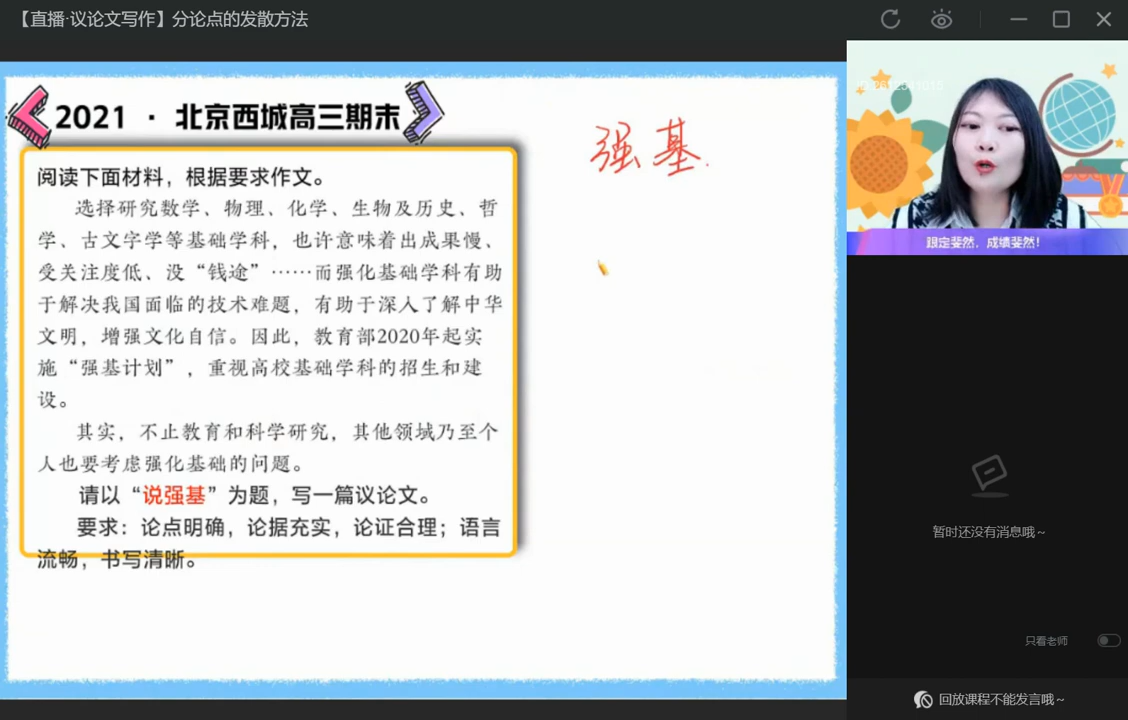 【直播·议论文写作】分论点的发散方法
2021 · 北京西城高三期末
强基.
阅读下面材料，根据要求作文。
选择研究数学、物理、化学、生物及历史、哲
学、古文字学等基础学科，也许意味着出成果慢、
受关注度低、没“钱途”……而强化基础学科有助
于解决我国面临的技术难题，有助于深入了解中华
文明，增强文化自信。因此，教育部2020年起实
施“强基计划”，重视高校基础学科的招生和建
设。
其实，不止教育和科学研究，其他领域乃至个
人也要考虑强化基础的问题。
请以“说强基”为题，写一篇议论文。
要求：论点明确，论据充实，论证合理；语言
流畅，书写清晰。
跟定斐然，成绩斐然！
暂时还没有消息哦～
只看老师
回放课程不能发言哦～